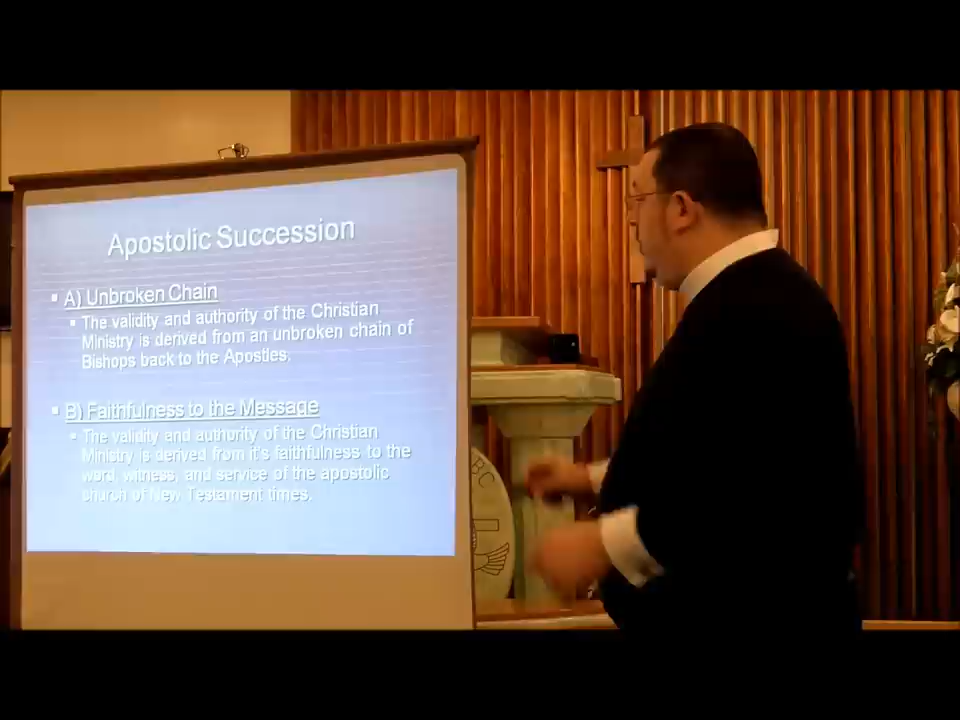 Apostolic Succession
A) Unbroken Chain
The validity and authority of the Christian
Ministry is derived from an unbroken chain of
Bishops back to the Apostles.
B) Faithfulness to the Message
The validity and authority of the Christian
Ministry is derived from it's faithfulness to the
word, witness, and service of the apostolic
church of New Testament times.
BC